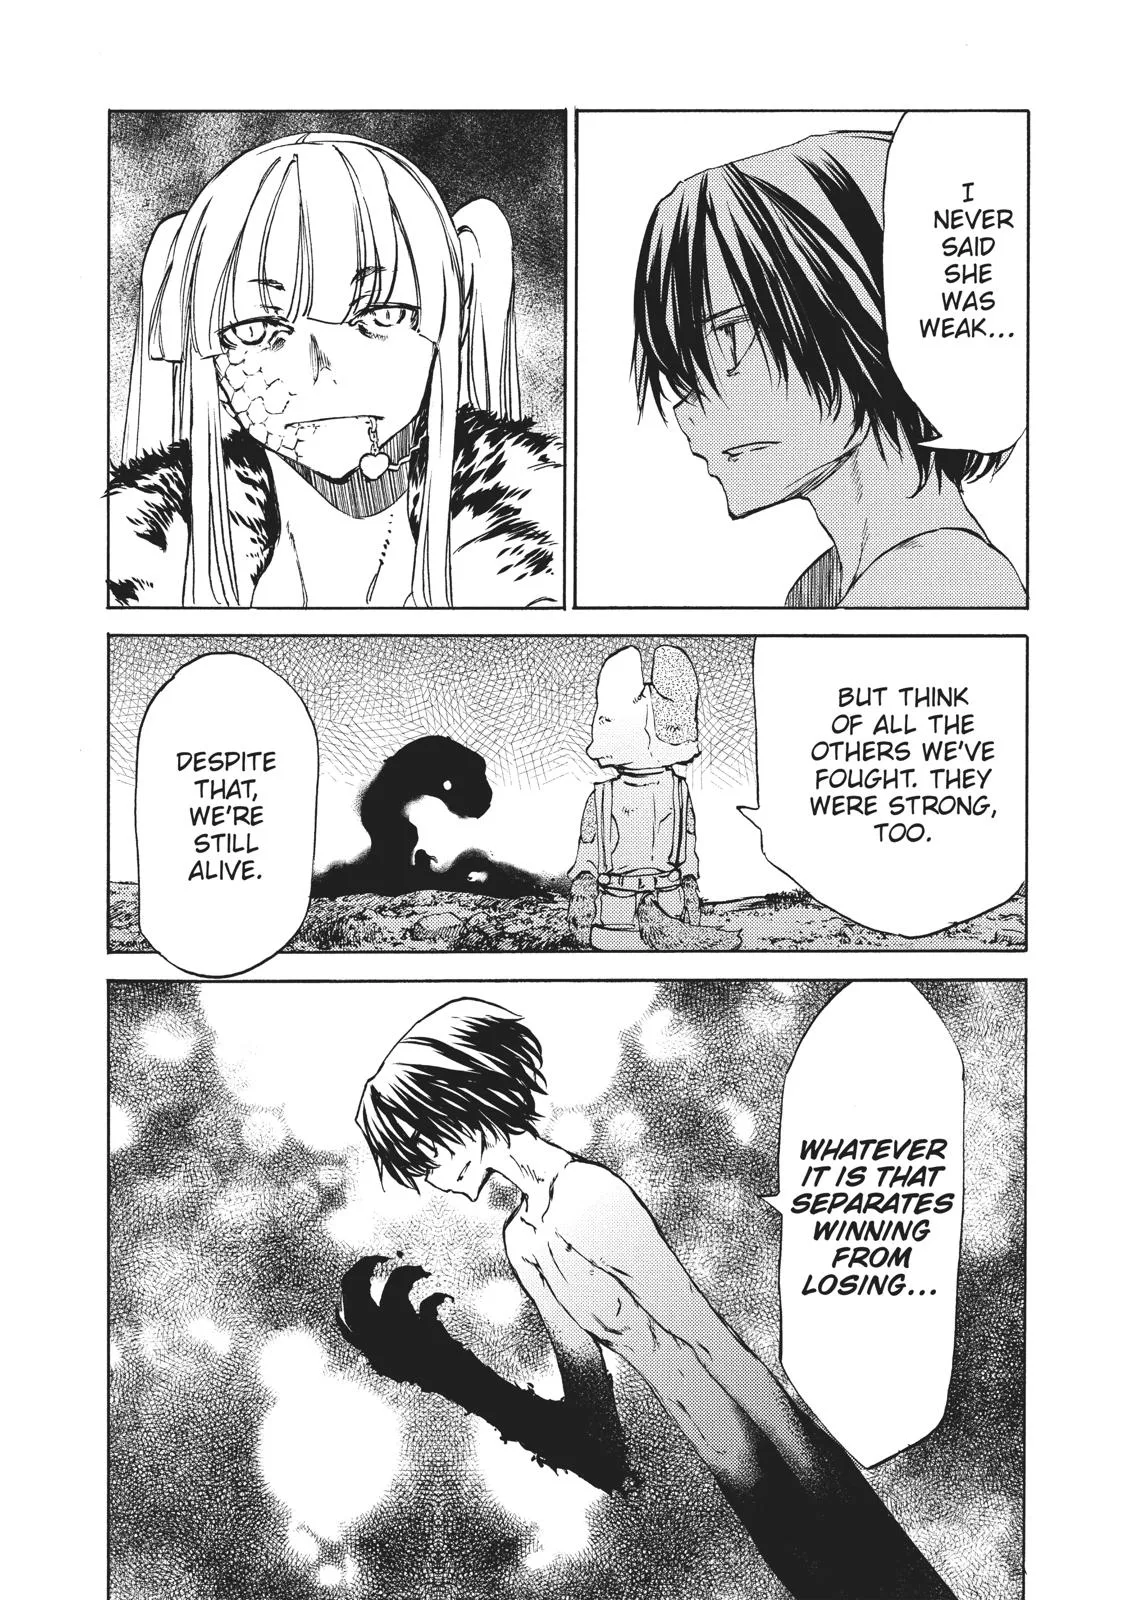 I
NEVER
SAID
SHE
WAS
WEAK...
BUT THINK
OF ALL THE
OTHERS WE'VE
FOUGHT. THEY
WERE STRONG,
TOO.
DESPITE
THAT,
WE'RE
STILL
ALIVE.
WHATEVER
IT IS THAT
SEPARATES
WINNING
FROM
LOSING...